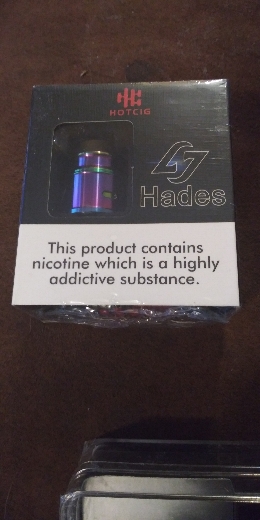 HOTCIG
Hades
This product contains
nicotine which is a highly
addictive substance.